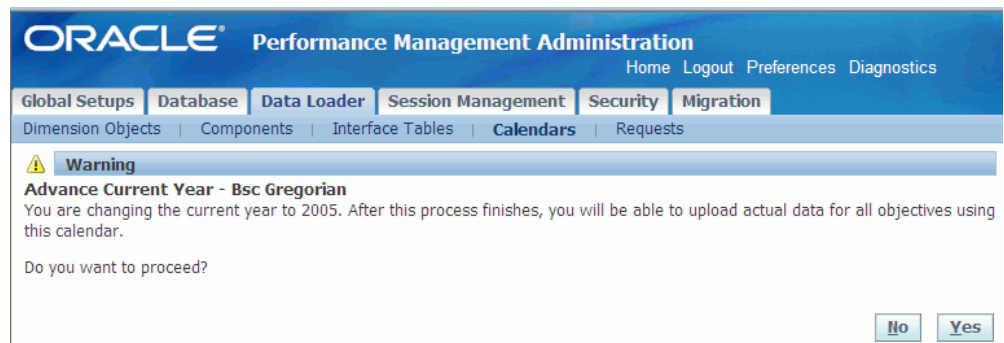 ORACLE® Performance Management Administration
Home Logout Preferences Diagnostics
Global Setups Database Data Loader Session Management Security Migration
Dimension Objects | Components | Interface Tables | Calendars | Requests
Warning
Advance Current Year - Bsc Gregorian
You are changing the current year to 2005. After this process finishes, you will be able to upload actual data for all objectives using
this calendar.
Do you want to proceed?
No Yes